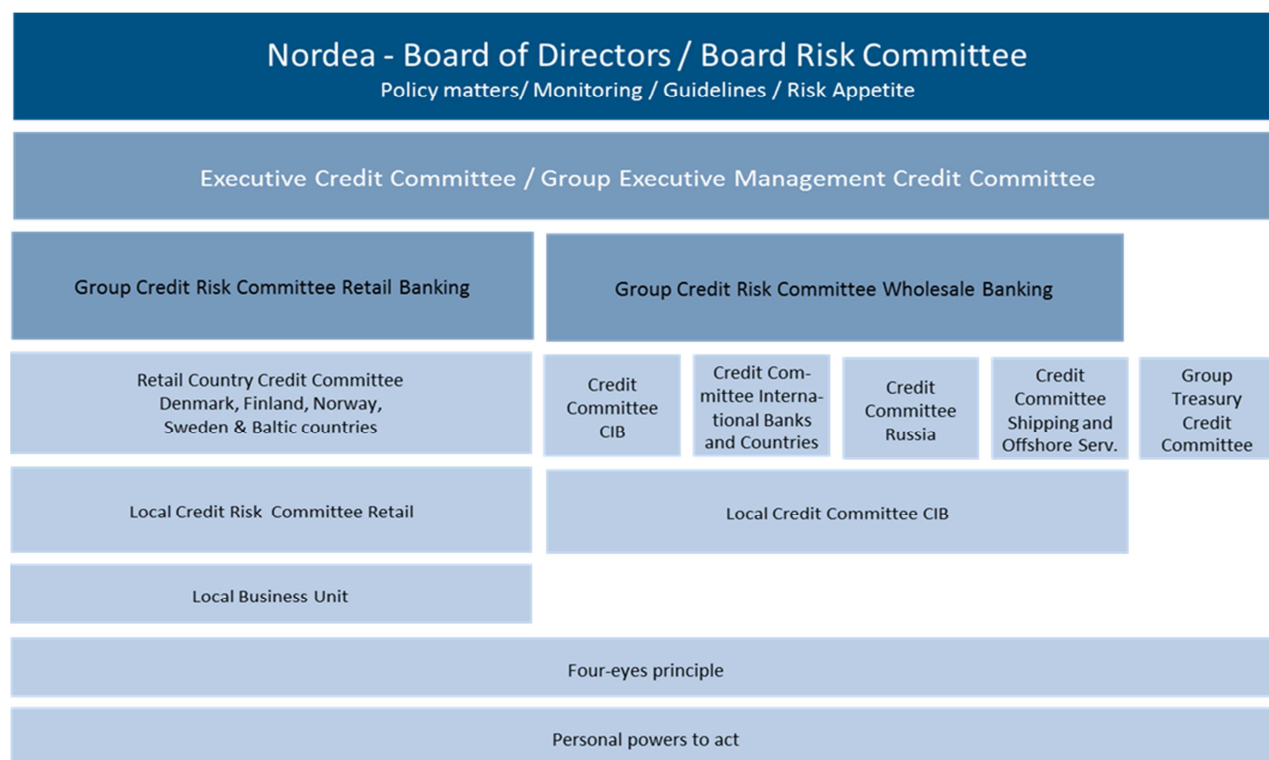 Nordea - Board of Directors / Board Risk Committee
Policy matters/ Monitoring / Guidelines / Risk Appetite
Executive Credit Committee / Group Executive Management Credit Committee
Group Credit Risk Committee Retail Banking
Group Credit Risk Committee Wholesale Banking
Retail Country Credit Committee
Denmark, Finland, Norway,
Sweden & Baltic countries
Credit
Committee
CIB
Credit Com-
mittee Interna-
tional Banks
and Countries
Credit
Committee
Russia
Credit
Committee
Shipping and
Offshore Serv.
Group
Treasury
Credit
Committee
Local Credit Risk Committee Retail
Local Credit Committee CIB
Local Business Unit
Four-eyes principle
Personal powers to act